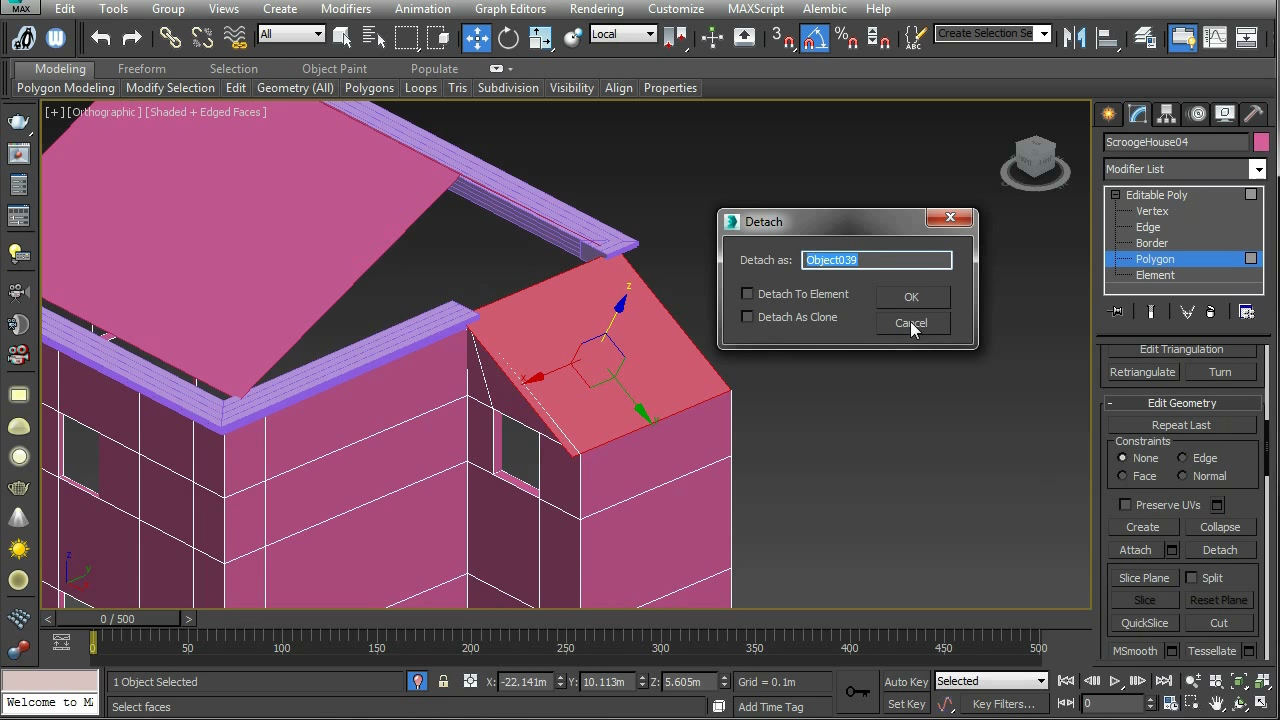 MAX Edit Tools Group Views Create Modifiers Animation Graph Editors Rendering Customize MAXScript Alembic Help
All Local 3 % ABC Create Selection Se
Modeling Freeform Selection Object Paint Populate
Polygon Modeling Modify Selection Edit Geometry (All) Polygons Loops Tris Subdivision Visibility Align Properties
[+] [Orthographic] [Shaded + Edged Faces]
ScroogeHouse04
Modifier List
Editable Poly
Vertex
Edge
Border
Polygon
Element
Detach
Detach as: Object039
Detach To Element OK
Detach As Clone Cancel
z
x
y
z
y
Edit Triangulation
Retriangulate Turn
- Edit Geometry
Repeat Last
Constraints
None Edge
Face Normal
Preserve UVs
Create Collapse
Attach Detach
Slice Plane Split
Slice Reset Plane
QuickSlice Cut
MSmooth Tessellate
< 0 / 500 >
0 50 100 150 200 250 300 350 400 450 500
1 Object Selected X: -22.141m Y: 10.113m Z: 5.605m Grid = 0.1m Auto Key Selected
Welcome to Select faces Add Time Tag Set Key Key Filters... 0